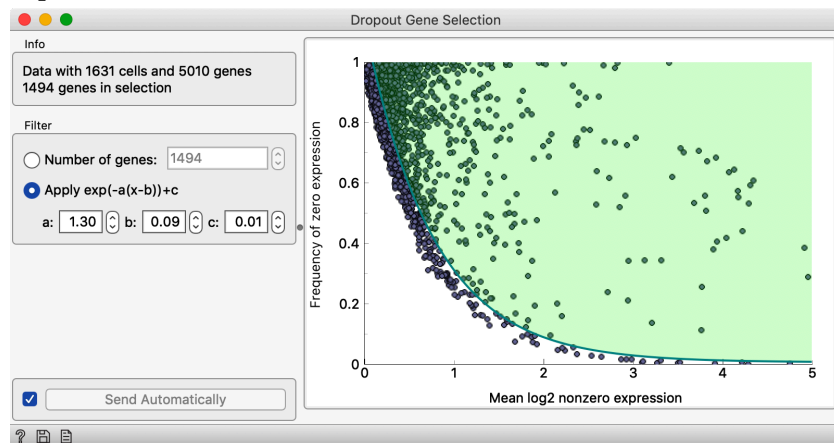 Dropout Gene Selection
Info
Data with 1631 cells and 5010 genes
1494 genes in selection
Filter
Number of genes: 1494
Apply exp(-a(x-b))+c
a: 1.30 b: 0.09 c: 0.01
Send Automatically
Frequency of zero expression
1
0.8
0.6
0.4
0.2
0
0 1 2 3 4 5
Mean log2 nonzero expression
?